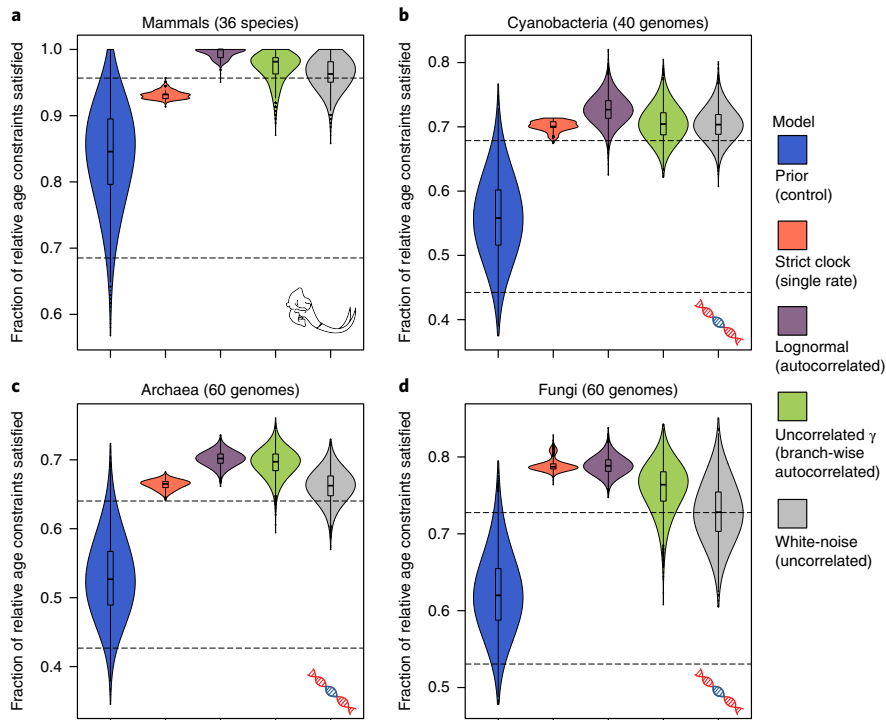 a
Mammals (36 species)
Fraction of relative age constraints satisfied
1.0
0.9
0.8
0.7
0.6
b
Cyanobacteria (40 genomes)
Fraction of relative age constraints satisfied
0.8
0.7
0.6
0.5
0.4
c
Archaea (60 genomes)
Fraction of relative age constraints satisfied
0.7
0.6
0.5
0.4
d
Fungi (60 genomes)
Fraction of relative age constraints satisfied
0.8
0.7
0.6
0.5
Model
Prior
(control)
Strict clock
(single rate)
Lognormal
(autocorrelated)
Uncorrelated γ
(branch-wise
autocorrelated)
White-noise
(uncorrelated)